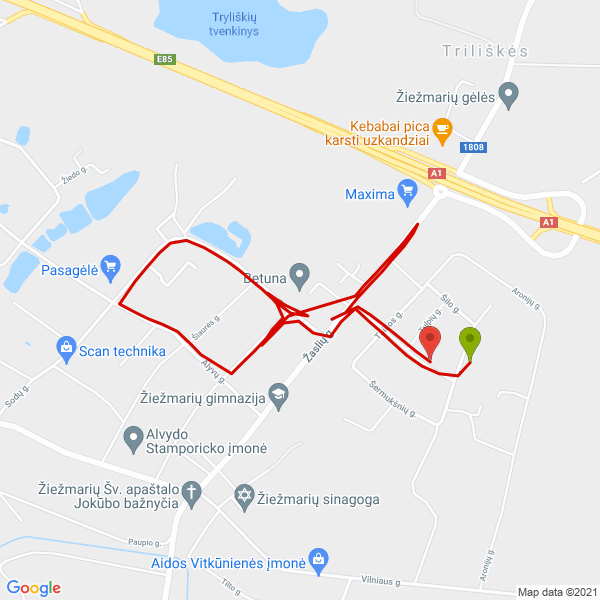 Tryliškių
tvenkinys
Triliškės
E85
Žiežmarių gėlės
Kebabai pica
karsti uzkandziai
1808
A1
Žiedo g.
Maxima
A1
Pasagėlė
Betuna
Aronijų g.
Šilo g.
Tulpių g.
Šiaurės g.
Žaslių g.
Scan technika
Alyvų g.
Sodų g.
Žiežmarių gimnazija
Šermukšnių g.
Alvydo
Stamporicko įmonė
Žiežmarių Šv. apaštalo
Jokūbo bažnyčia
Žiežmarių sinagoga
Paupio g.
Aidos Vitkūnienės įmonė
Aronijų g.
Tilto g.
Vilniaus g.
Google
Map data ©2021